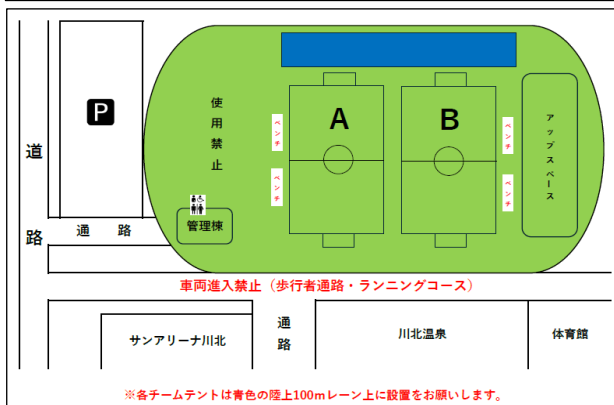 P
道路
使用禁止
A
B
ベンチ
ベンチ
ベンチ
ベンチ
アップスペース
管理棟
通路
車両進入禁止（歩行者通路・ランニングコース）
サンアリーナ川北
通路
川北温泉
体育館
※各チームテントは青色の陸上100mレーン上に設置をお願いします。